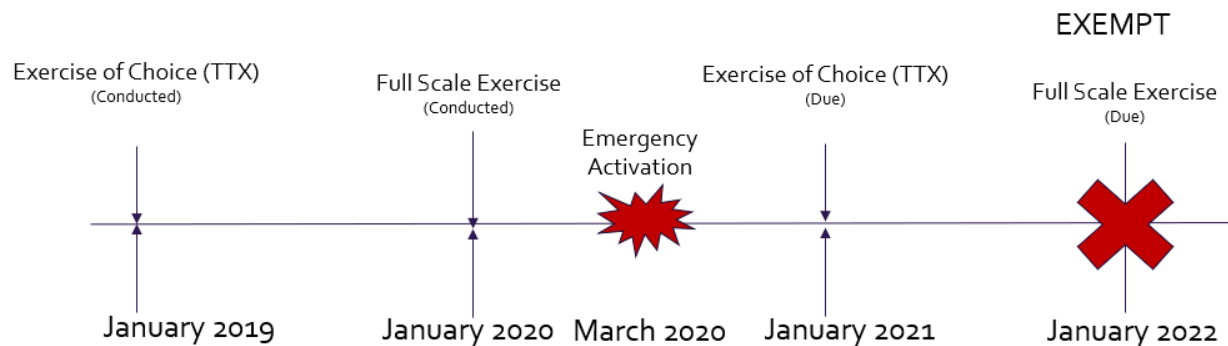 EXEMPT
Exercise of Choice (TTX)
(Conducted)
Full Scale Exercise
(Conducted)
Emergency
Activation
Exercise of Choice (TTX)
(Due)
Full Scale Exercise
(Due)
January 2019
January 2020
March 2020
January 2021
January 2022